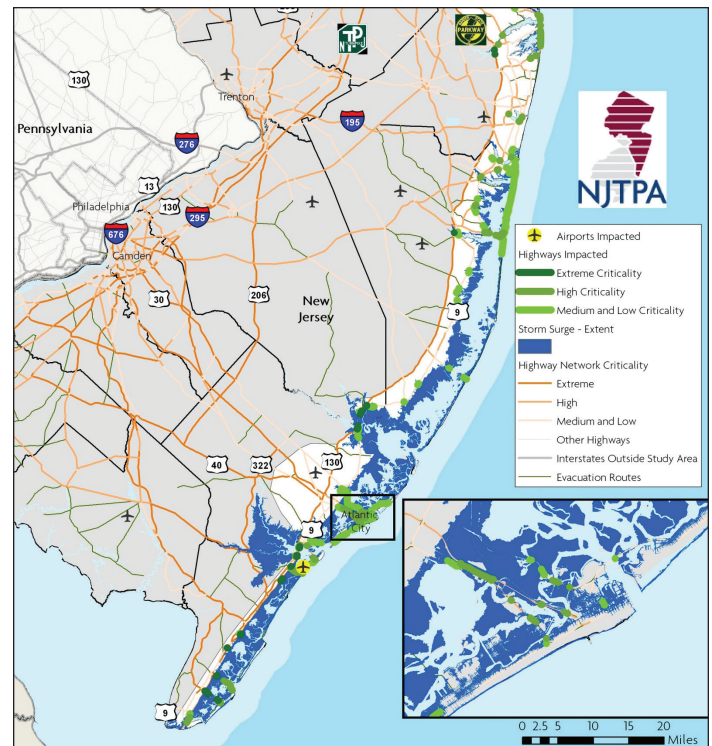 NTPJ
PARKWAY
130
Trenton
195
Pennsylvania
276
NJTPA
13
Philadelphia
130
295
676
Camden
30
206
New
Jersey
9
Airports Impacted
Highways Impacted
Extreme Criticality
High Criticality
Medium and Low Criticality
Storm Surge - Extent
Highway Network Criticality
Extreme
High
Medium and Low
Other Highways
Interstates Outside Study Area
Evacuation Routes
40
322
130
9
Atlantic
City
9
0 2.5 5 10 15 20
Miles